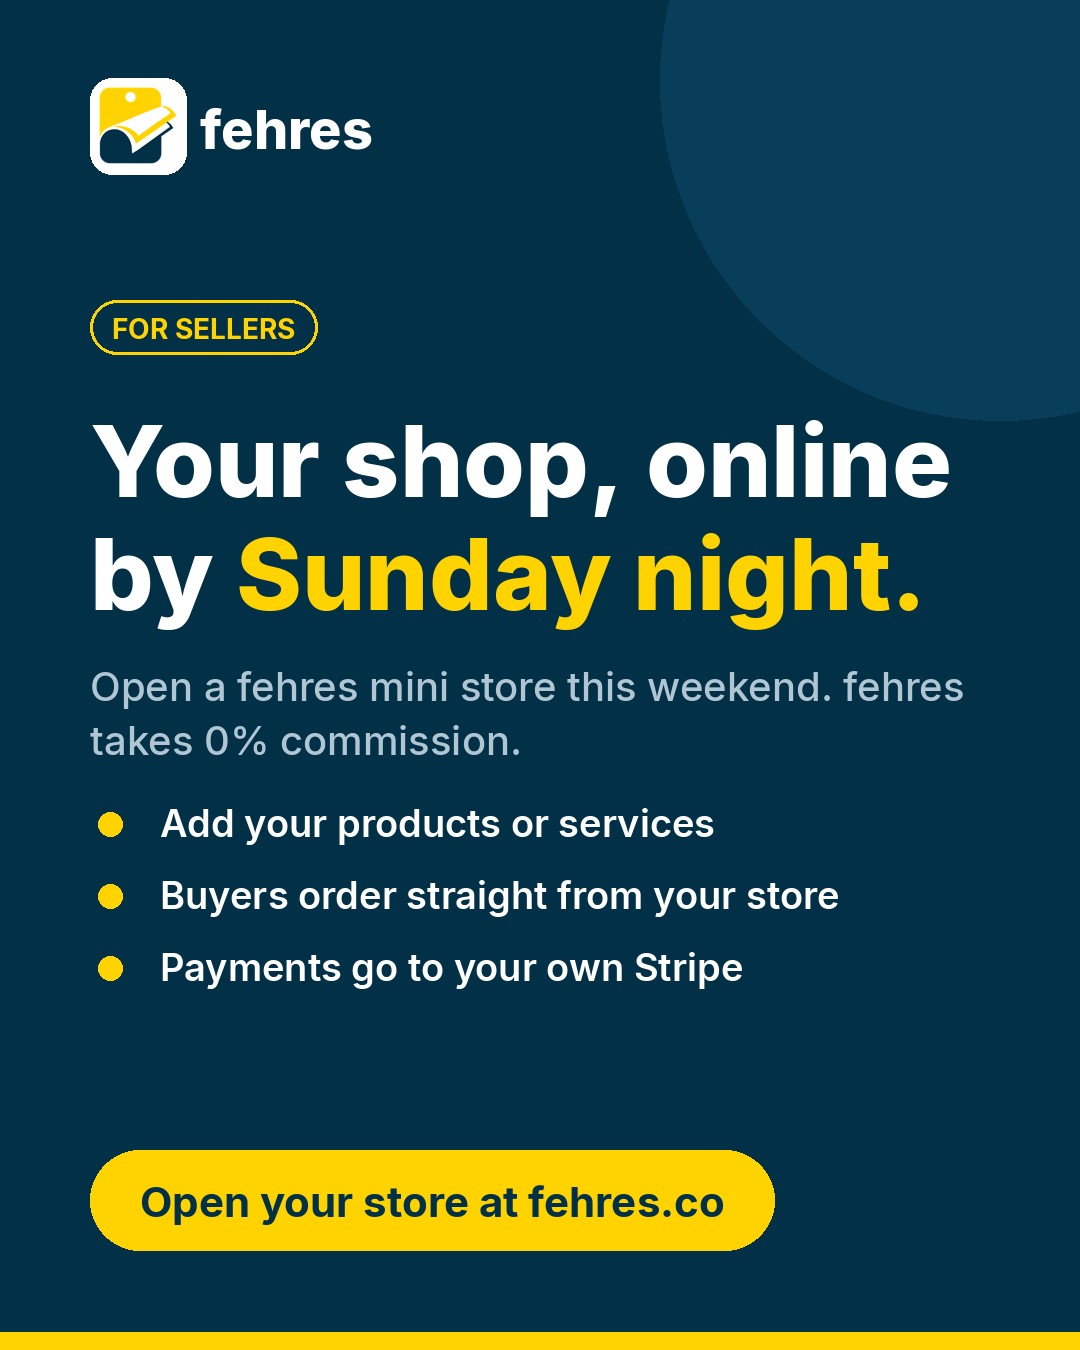 fehres
FOR SELLERS
Your shop, online
by Sunday night.
Open a fehres mini store this weekend. fehres
takes 0% commission.
Add your products or services
Buyers order straight from your store
Payments go to your own Stripe
Open your store at fehres.co